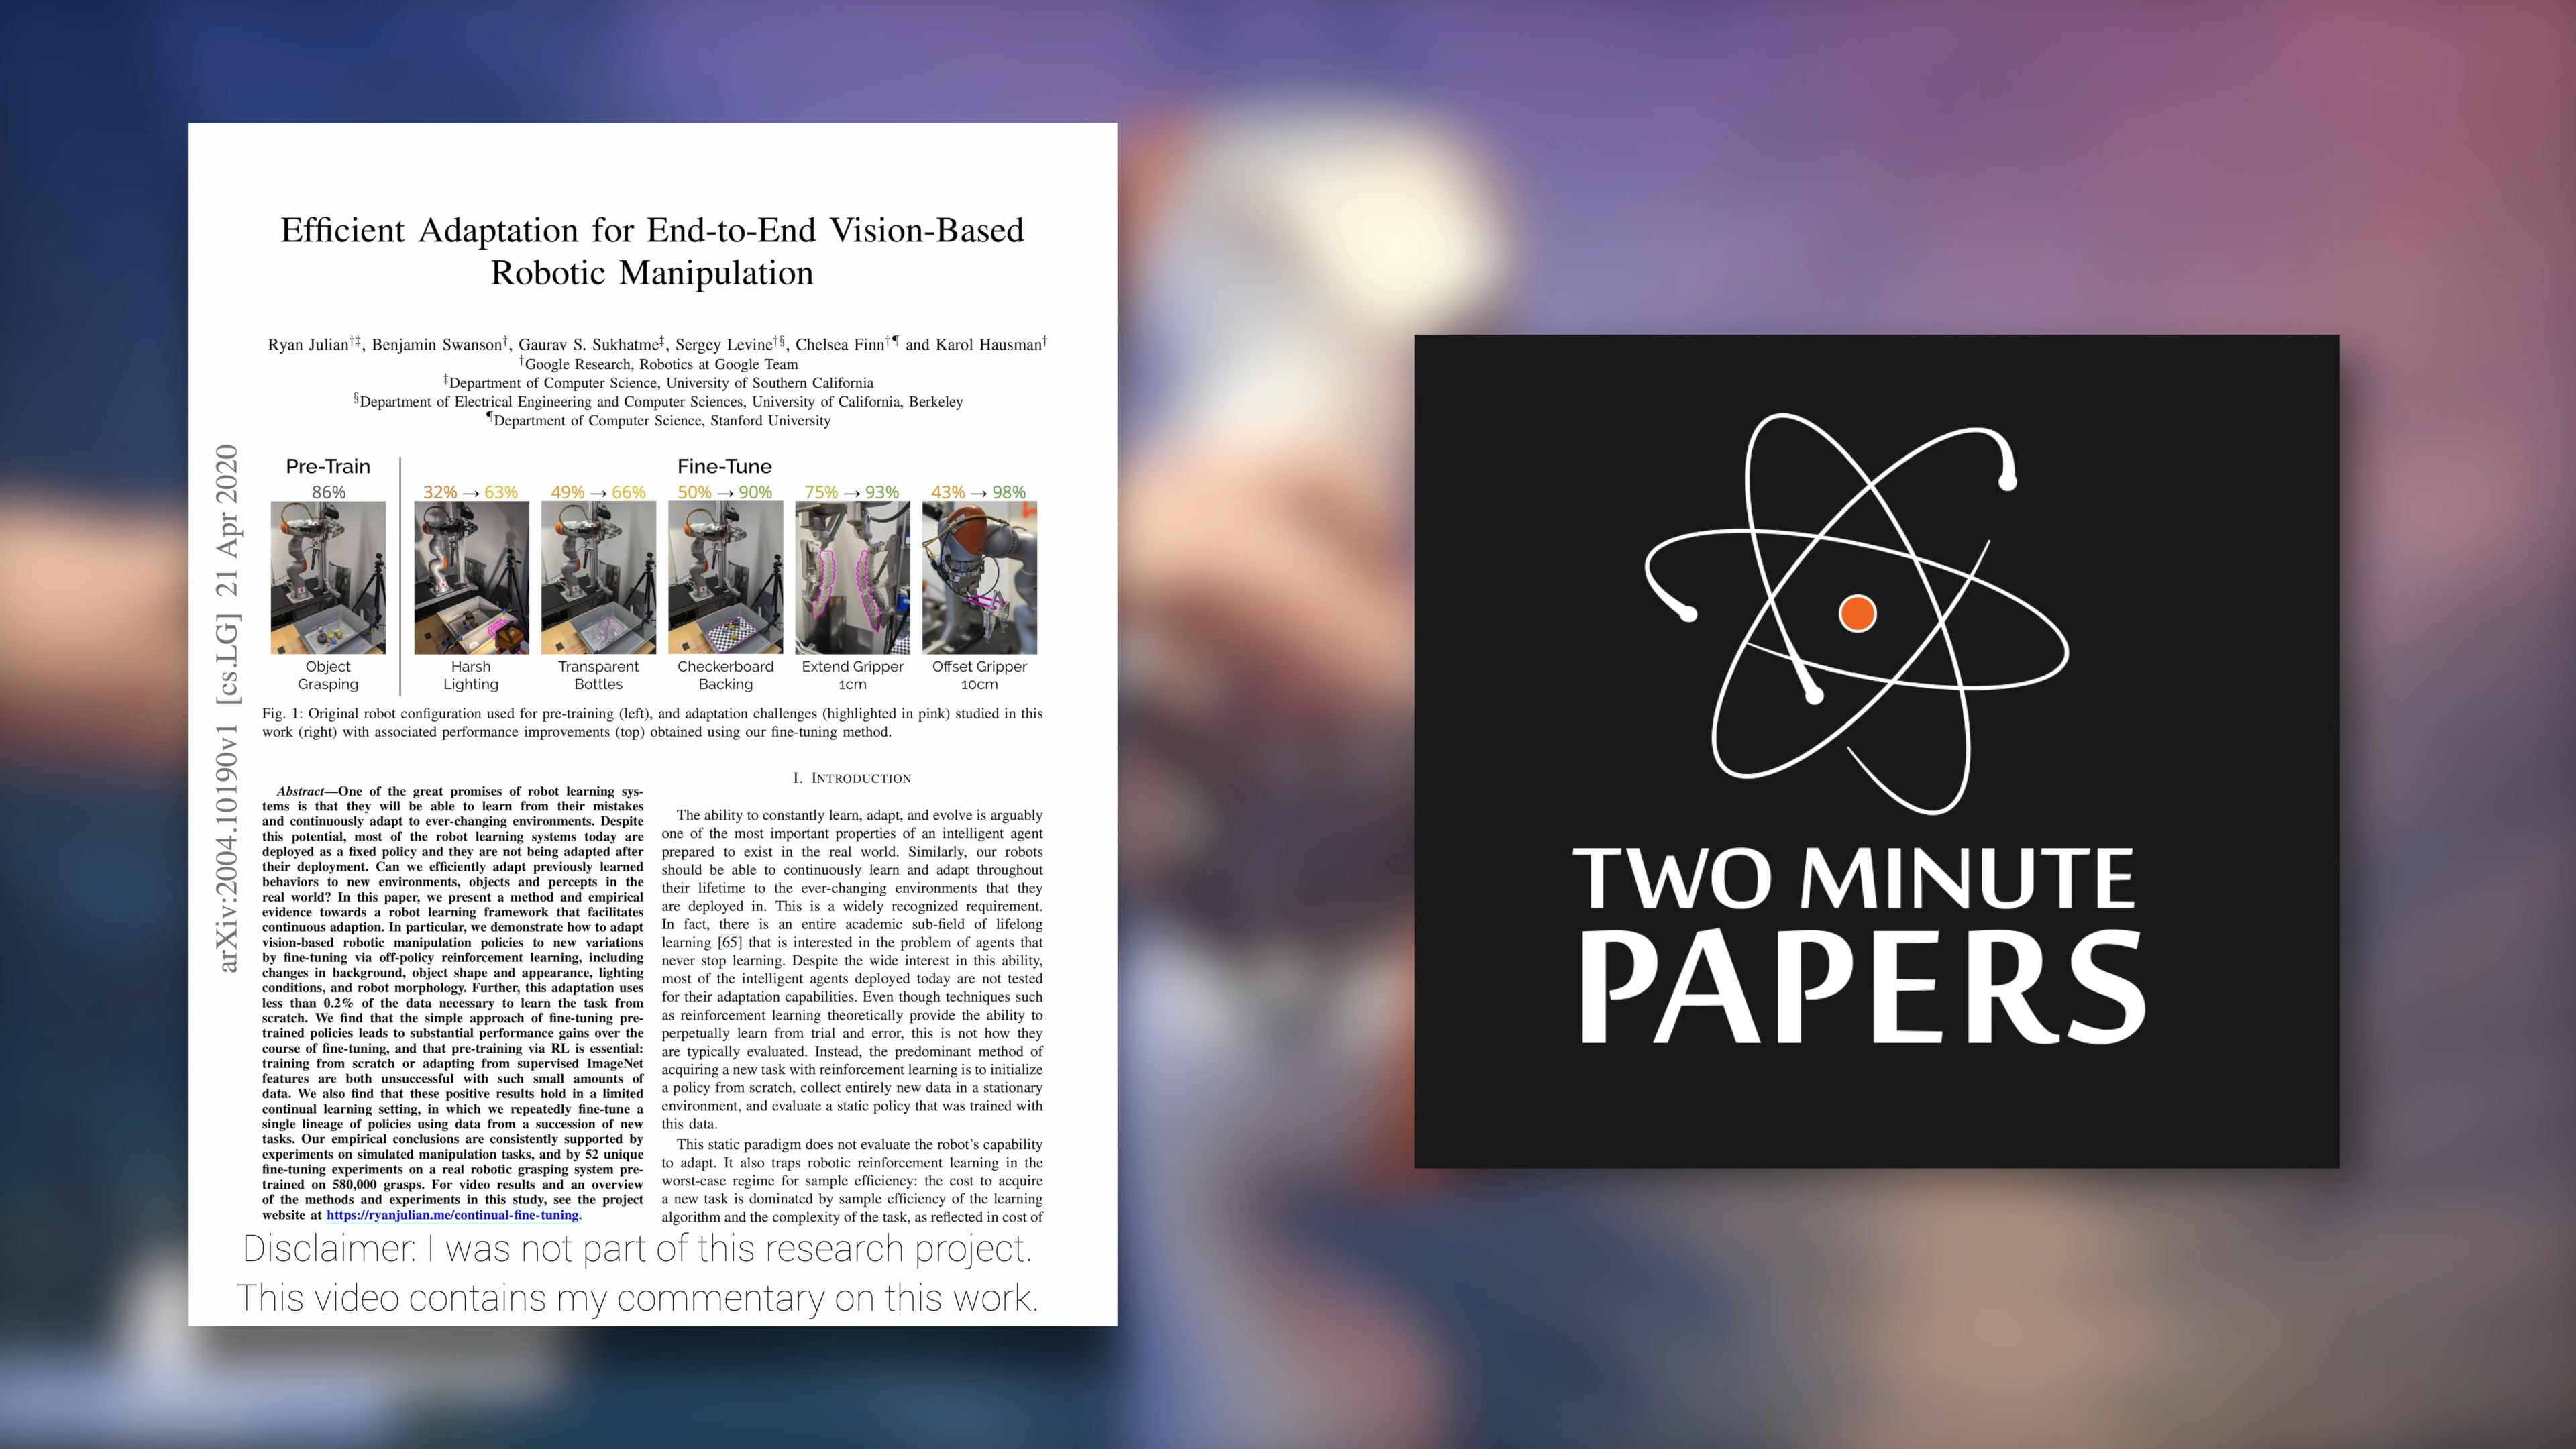 Efficient Adaptation for End-to-End Vision-Based
Robotic Manipulation
Ryan Julian†‡, Benjamin Swanson†, Gaurav S. Sukhatme‡, Sergey Levine†§, Chelsea Finn†¶ and Karol Hausman†
†Google Research, Robotics at Google Team
‡Department of Computer Science, University of Southern California
§Department of Electrical Engineering and Computer Sciences, University of California, Berkeley
¶Department of Computer Science, Stanford University
arXiv:2004.10190v1 [cs.LG] 21 Apr 2020
Pre-Train
86%
Object
Grasping
Fine-Tune
32% → 63% 49% → 66% 50% → 90% 75% → 93% 43% → 98%
Harsh Transparent Checkerboard Extend Gripper Offset Gripper
Lighting Bottles Backing 1cm 10cm
Fig. 1: Original robot configuration used for pre-training (left), and adaptation challenges (highlighted in pink) studied in this
work (right) with associated performance improvements (top) obtained using our fine-tuning method.
Abstract—One of the great promises of robot learning sys-
tems is that they will be able to learn from their mistakes
and continuously adapt to ever-changing environments. Despite
this potential, most of the robot learning systems today are
deployed as a fixed policy and they are not being adapted after
their deployment. Can we efficiently adapt previously learned
behaviors to new environments, objects and percepts in the
real world? In this paper, we present a method and empirical
evidence towards a robot learning framework that facilitates
continuous adaption. In particular, we demonstrate how to adapt
vision-based robotic manipulation policies to new variations
by fine-tuning via off-policy reinforcement learning, including
changes in background, object shape and appearance, lighting
conditions, and robot morphology. Further, this adaptation uses
less than 0.2% of the data necessary to learn the task from
scratch. We find that the simple approach of fine-tuning pre-
trained policies leads to substantial performance gains over the
course of fine-tuning, and that pre-training via RL is essential:
training from scratch or adapting from supervised ImageNet
features are both unsuccessful with such small amounts of
data. We also find that these positive results hold in a limited
continual learning setting, in which we repeatedly fine-tune a
single lineage of policies using data from a succession of new
tasks. Our empirical conclusions are consistently supported by
experiments on simulated manipulation tasks, and by 52 unique
fine-tuning experiments on a real robotic grasping system pre-
trained on 580,000 grasps. For video results and an overview
of the methods and experiments in this study, see the project
website at https://ryanjulian.me/continual-fine-tuning.
I. INTRODUCTION
The ability to constantly learn, adapt, and evolve is arguably
one of the most important properties of an intelligent agent
prepared to exist in the real world. Similarly, our robots
should be able to continuously learn and adapt throughout
their lifetime to the ever-changing environments that they
are deployed in. This is a widely recognized requirement.
In fact, there is an entire academic sub-field of lifelong
learning [65] that is interested in the problem of agents that
never stop learning. Despite the wide interest in this ability,
most of the intelligent agents deployed today are not tested
for their adaptation capabilities. Even though techniques such
as reinforcement learning theoretically provide the ability to
perpetually learn from trial and error, this is not how they
are typically evaluated. Instead, the predominant method of
acquiring a new task with reinforcement learning is to initialize
a policy from scratch, collect entirely new data in a stationary
environment, and evaluate a static policy that was trained with
this data.
This static paradigm does not evaluate the robot's capability
to adapt. It also traps robotic reinforcement learning in the
worst-case regime for sample efficiency: the cost to acquire
a new task is dominated by sample efficiency of the learning
algorithm and the complexity of the task, as reflected in cost of
Disclaimer: I was not part of this research project.
This video contains my commentary on this work.
TWO MINUTE
PAPERS